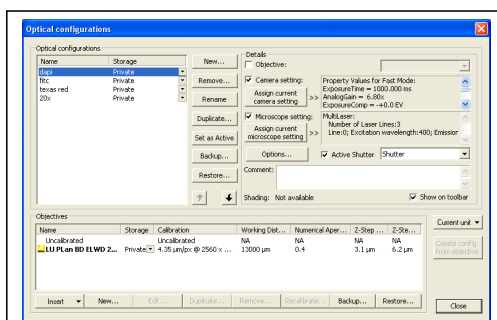 Optical configurations
Optical configurations
Name Storage
dapi Private
fitc Private
texas red Private
20x Private
New...
Remove...
Rename
Duplicate...
Set as Active
Backup...
Restore...
Details
Objective:
Camera setting:
Assign current camera setting >>
Property Values for Fast Mode:
ExposureTime = 1000.000 ms
AnalogGain = 6.80x
ExposureComp = -+0.0 EV
Microscope setting:
Assign current microscope setting >>
MultiLaser:
Number of Laser Lines:3
Line:0; Excitation wavelength:400; Emission
Options...
Active Shutter Shutter
Comment:
Shading: Not available
Show on toolbar
Objectives
Name Storage Calibration Working Dist... Numerical Aper... Z-Step ... Z-Ste...
Uncalibrated Uncalibrated NA NA NA NA
LU PLan BD ELWD 2... Private 4.35 µm/px @ 2560 x ... 13000 µm 0.4 3.1 µm 6.2 µm
Insert New... Edit... Duplicate... Remove... Recalibrate... Backup... Restore...
Current unit
Create config. from objective
Close